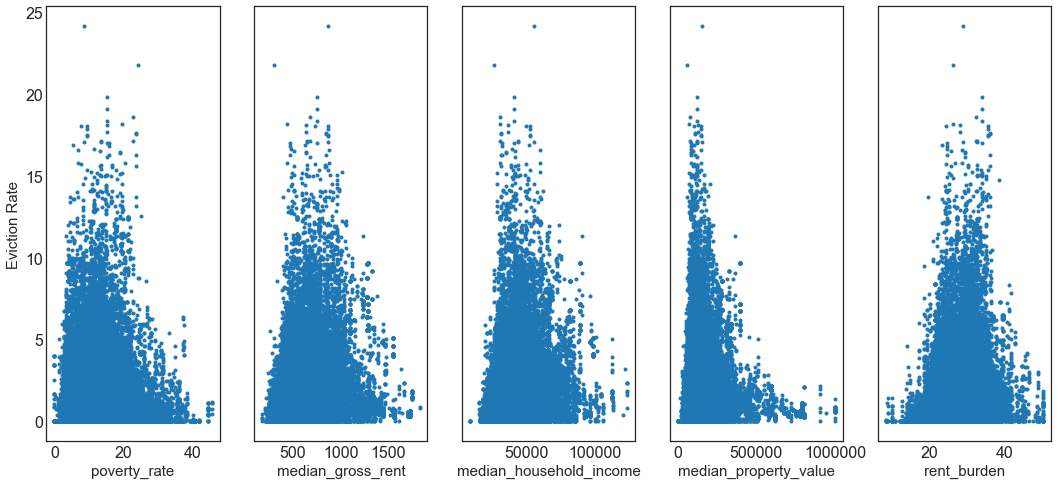 25
20
15
10
5
0
Eviction Rate
0 20 40
poverty_rate
500 1000 1500
median_gross_rent
50000 100000
median_household_income
0 500000 1000000
median_property_value
20 40
rent_burden